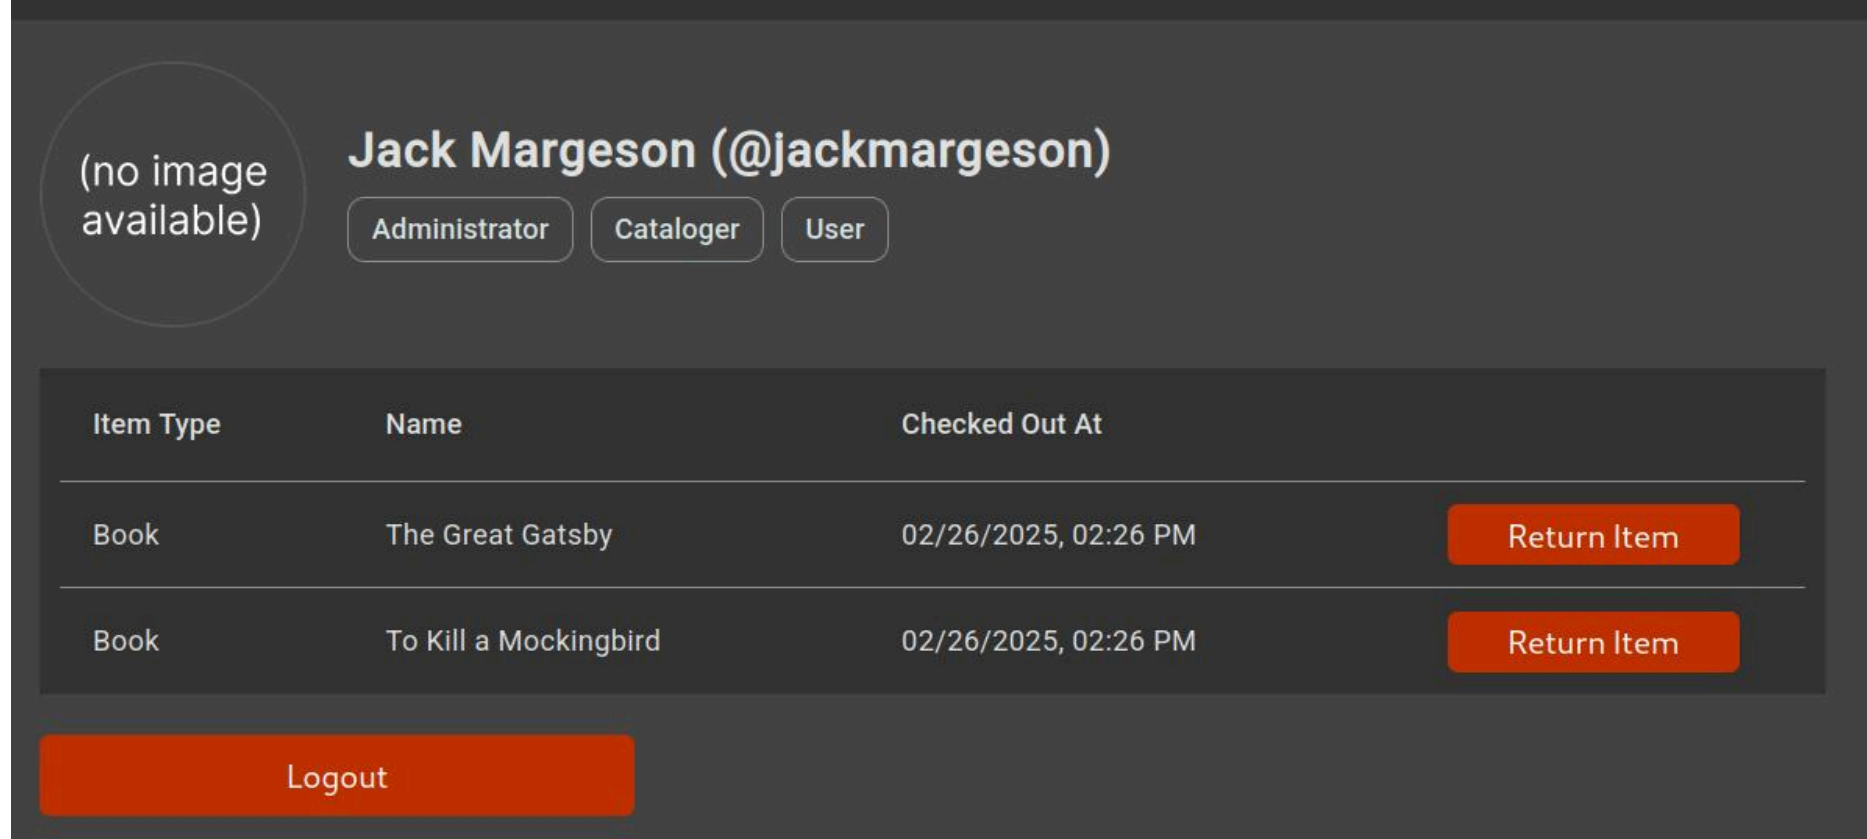 (no image
available)
Jack Margeson (@jackmargeson)
Administrator Cataloger User
Item Type Name Checked Out At
Book The Great Gatsby 02/26/2025, 02:26 PM Return Item
Book To Kill a Mockingbird 02/26/2025, 02:26 PM Return Item
Logout